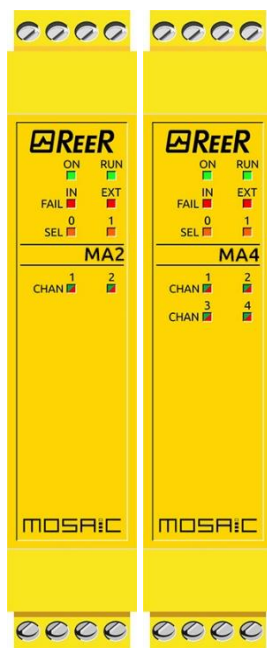 REER
ON RUN
IN EXT
FAIL
0 1
SEL
MA2
1 2
CHAN
MOSAIC
REER
ON RUN
IN EXT
FAIL
0 1
SEL
MA4
1 2
CHAN
3 4
CHAN
MOSAIC